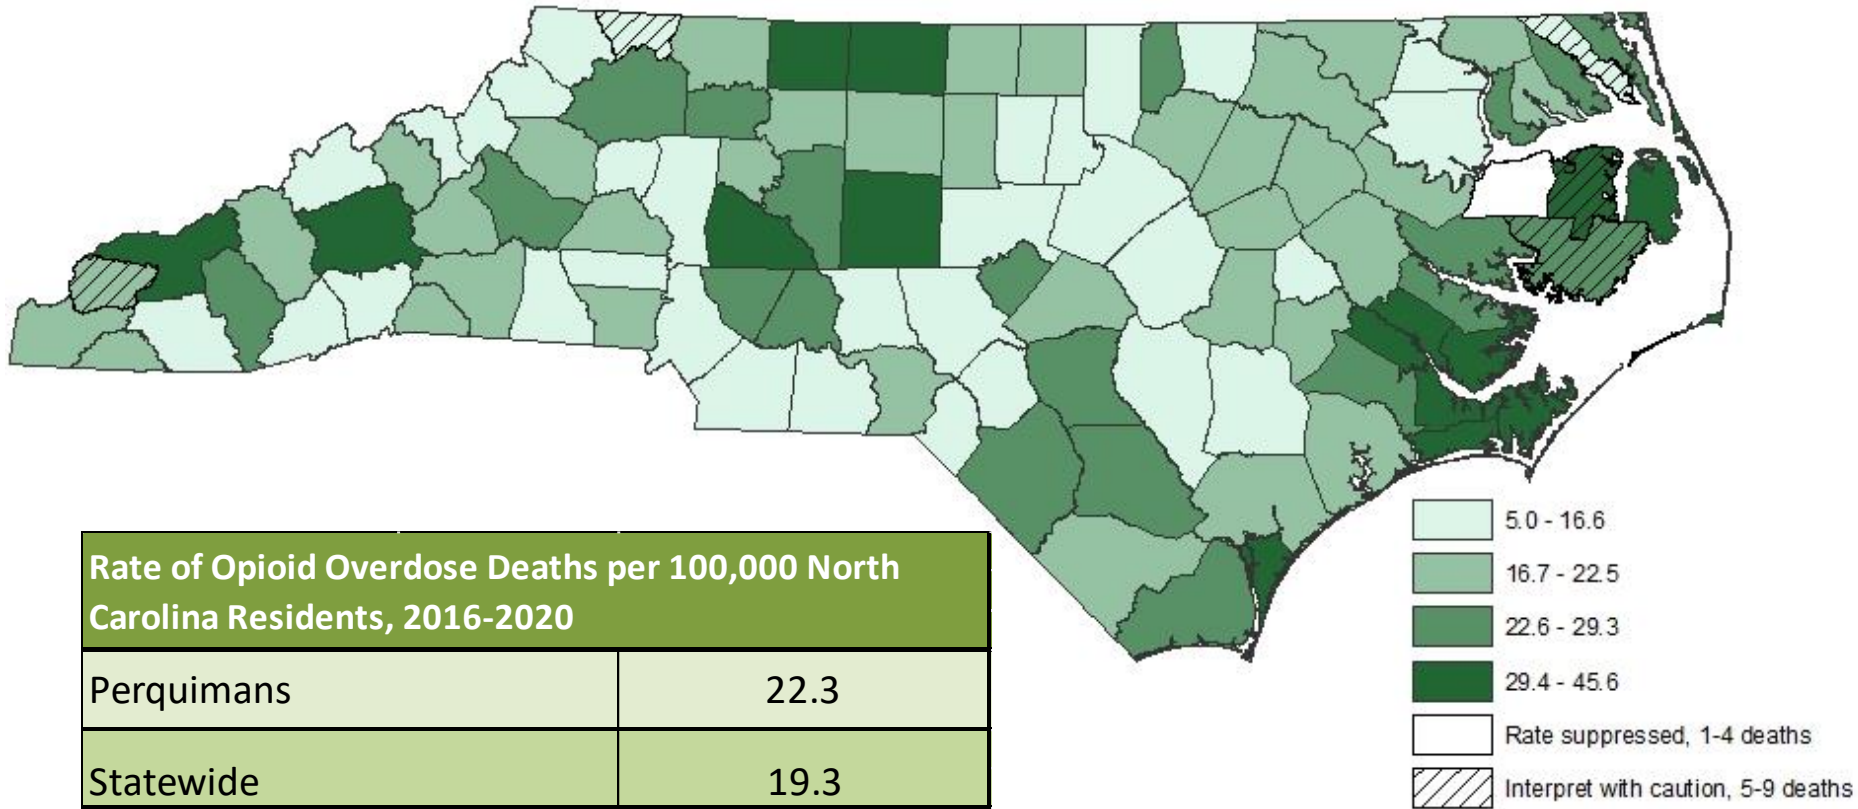 Rate of Opioid Overdose Deaths per 100,000 North
Carolina Residents, 2016-2020
Perquimans 22.3
Statewide 19.3
5.0 - 16.6
16.7 - 22.5
22.6 - 29.3
29.4 - 45.6
Rate suppressed, 1-4 deaths
Interpret with caution, 5-9 deaths